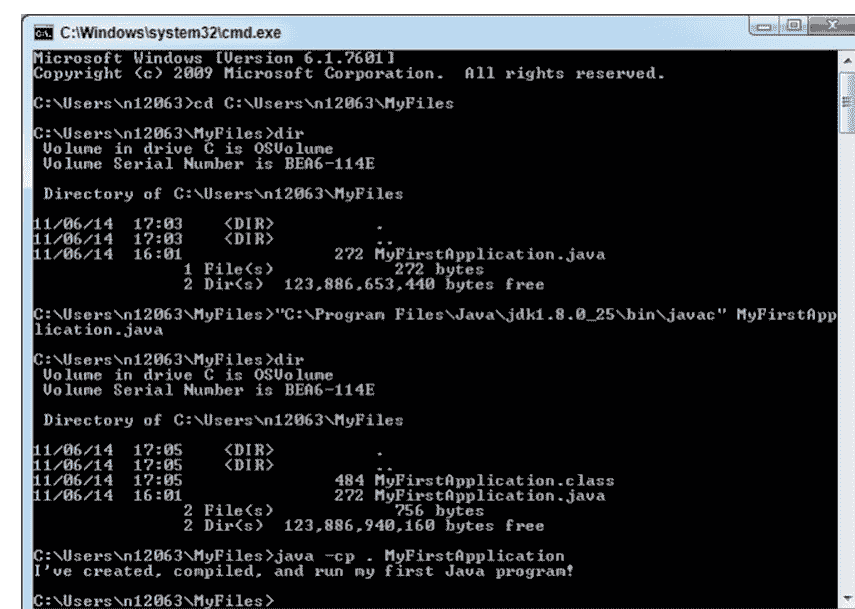 C:\Windows\system32\cmd.exe
Microsoft Windows [Version 6.1.7601]
Copyright (c) 2009 Microsoft Corporation.  All rights reserved.
C:\Users\n12063>cd C:\Users\n12063\MyFiles
C:\Users\n12063\MyFiles>dir
 Volume in drive C is OSVolume
 Volume Serial Number is BEA6-114E
 Directory of C:\Users\n12063\MyFiles
11/06/14  17:03    <DIR>          .
11/06/14  17:03    <DIR>          ..
11/06/14  16:01               272 MyFirstApplication.java
               1 File(s)            272 bytes
               2 Dir(s)  123,886,653,440 bytes free
C:\Users\n12063\MyFiles>"C:\Program Files\Java\jdk1.8.0_25\bin\javac" MyFirstApp
lication.java
C:\Users\n12063\MyFiles>dir
 Volume in drive C is OSVolume
 Volume Serial Number is BEA6-114E
 Directory of C:\Users\n12063\MyFiles
11/06/14  17:05    <DIR>          .
11/06/14  17:05    <DIR>          ..
11/06/14  17:05               484 MyFirstApplication.class
11/06/14  16:01               272 MyFirstApplication.java
               2 File(s)            756 bytes
               2 Dir(s)  123,886,940,160 bytes free
C:\Users\n12063\MyFiles>java -cp . MyFirstApplication
I've created, compiled, and run my first Java program!
C:\Users\n12063\MyFiles>